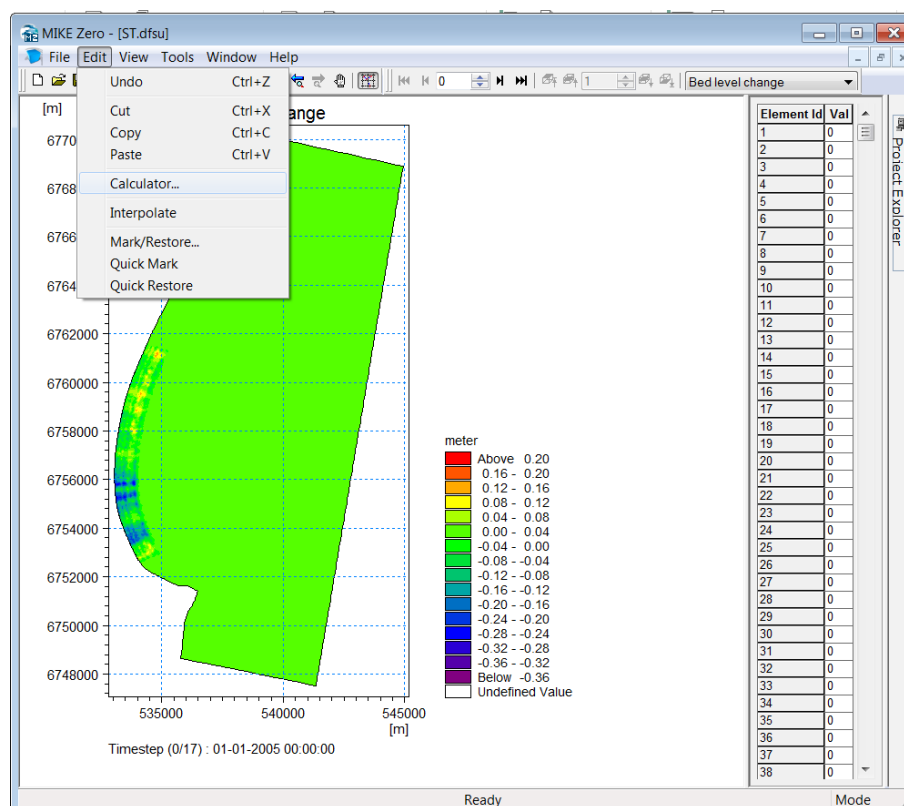 MIKE Zero - [ST.dfsu]
File Edit View Tools Window Help
0 1 Bed level change
Undo Ctrl+Z
Cut Ctrl+X
Copy Ctrl+C
Paste Ctrl+V
Calculator...
Interpolate
Mark/Restore...
Quick Mark
Quick Restore
[m]
ange
6770
6768
6766
6764
6762000
6760000
6758000
6756000
6754000
6752000
6750000
6748000
535000 540000 545000
[m]
Timestep (0/17) : 01-01-2005 00:00:00
meter
Above 0.20
0.16 - 0.20
0.12 - 0.16
0.08 - 0.12
0.04 - 0.08
0.00 - 0.04
-0.04 - 0.00
-0.08 - -0.04
-0.12 - -0.08
-0.16 - -0.12
-0.20 - -0.16
-0.24 - -0.20
-0.28 - -0.24
-0.32 - -0.28
-0.36 - -0.32
Below -0.36
Undefined Value
Element Id Val
1 0
2 0
3 0
4 0
5 0
6 0
7 0
8 0
9 0
10 0
11 0
12 0
13 0
14 0
15 0
16 0
17 0
18 0
19 0
20 0
21 0
22 0
23 0
24 0
25 0
26 0
27 0
28 0
29 0
30 0
31 0
32 0
33 0
34 0
35 0
36 0
37 0
38 0
Project Explorer
Ready Mode